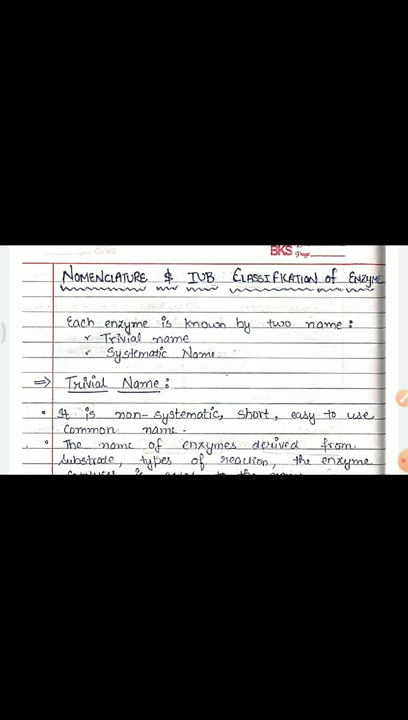 BKS Page
NOMENCLATURE & IUB CLASSIFICATION of ENZYME
Each enzyme is known by two name :
Trivial name
Systematic Name.
⇒ Trivial Name :
• It is non-systematic, short, easy to use
common name.
• The name of enzymes derived from
substrate, types of reaction, the enzyme